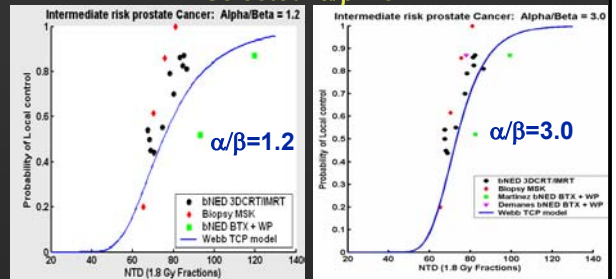 Intermediate risk prostate Cancer: Alpha/Beta = 1.2
Probability of Local control
1
0.8
0.6
0.4
0.2
0
20
40
60
80
100
120
140
NTD (1.8 Gy Fractions)
α/β=1.2
bNED 3DCRT/IMRT
Biopsy MSK
bNED BTX + WP
Webb TCP model
Intermediate risk prostate Cancer: Alpha/Beta = 3.0
Probability of Local control
1
0.9
0.8
0.7
0.6
0.5
0.4
0.3
0.2
0.1
0
20
40
60
80
100
120
140
NTD (1.8 Gy Fractions)
α/β=3.0
bNED 3DCRT/IMRT
Biopsy MSK
Martinez bNED BTX + WP
Demanes bNED BTX + WP
Webb TCP model